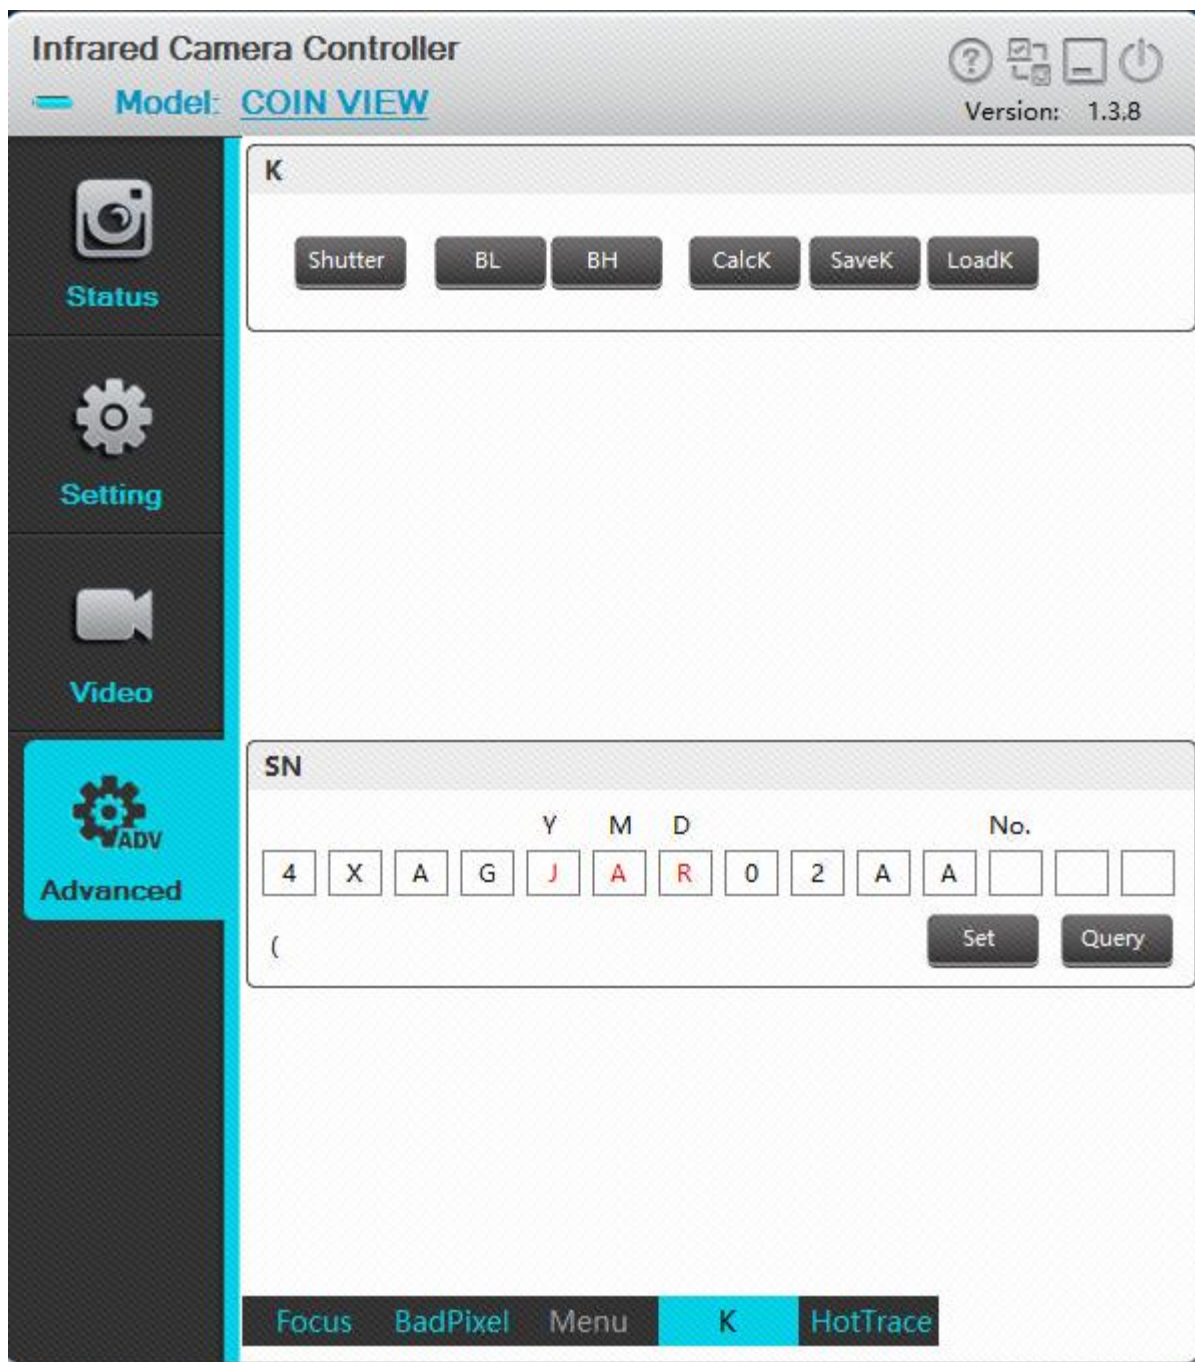 Infrared Camera Controller
Model: COIN VIEW
Version: 1.3.8
Status
Setting
Video
ADV
Advanced
K
Shutter BL BH CalcK SaveK LoadK
SN
Y M D No.
4 X A G J A R 0 2 A A
(
Set Query
Focus BadPixel Menu K HotTrace